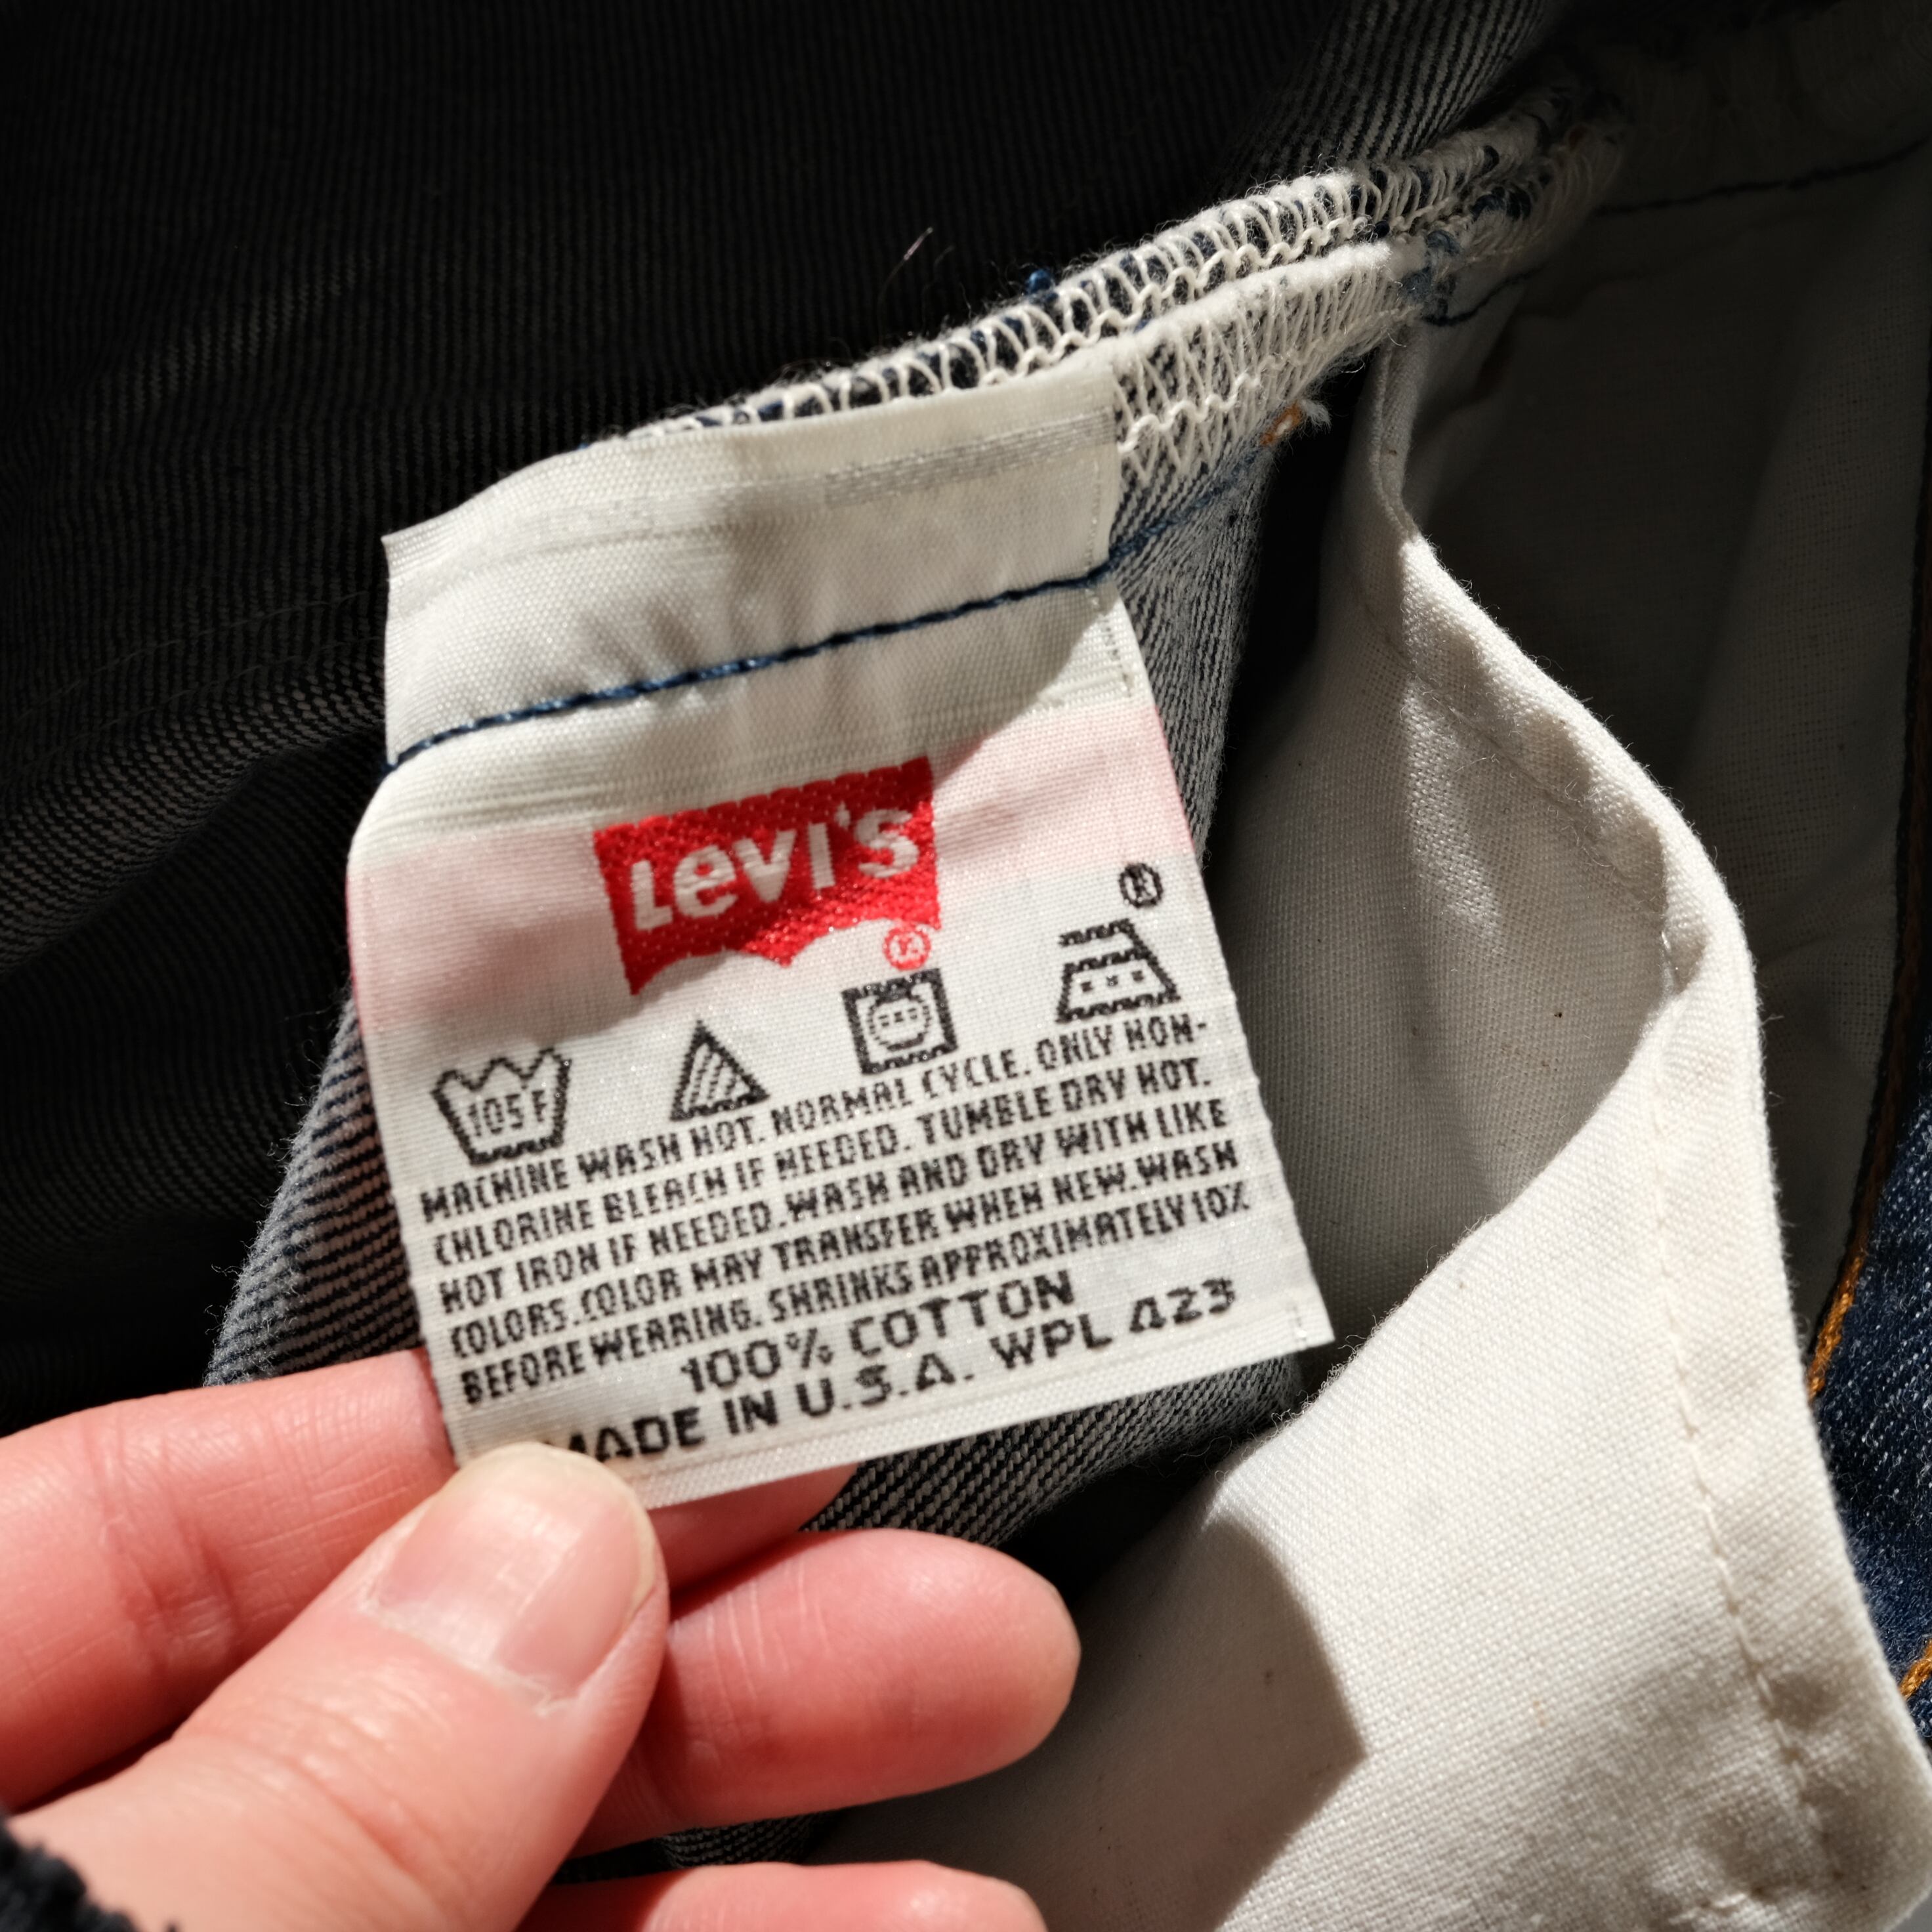 Levi's
®
®
105F
MACHINE WASH HOT. NORMAL CYCLE. ONLY NON-
CHLORINE BLEACH IF NEEDED. TUMBLE DRY HOT.
HOT IRON IF NEEDED. WASH AND DRY WITH LIKE
COLORS. COLOR MAY TRANSFER WHEN NEW. WASH
BEFORE WEARING. SHRINKS APPROXIMATELY 10%
100% COTTON
MADE IN U.S.A. WPL 423